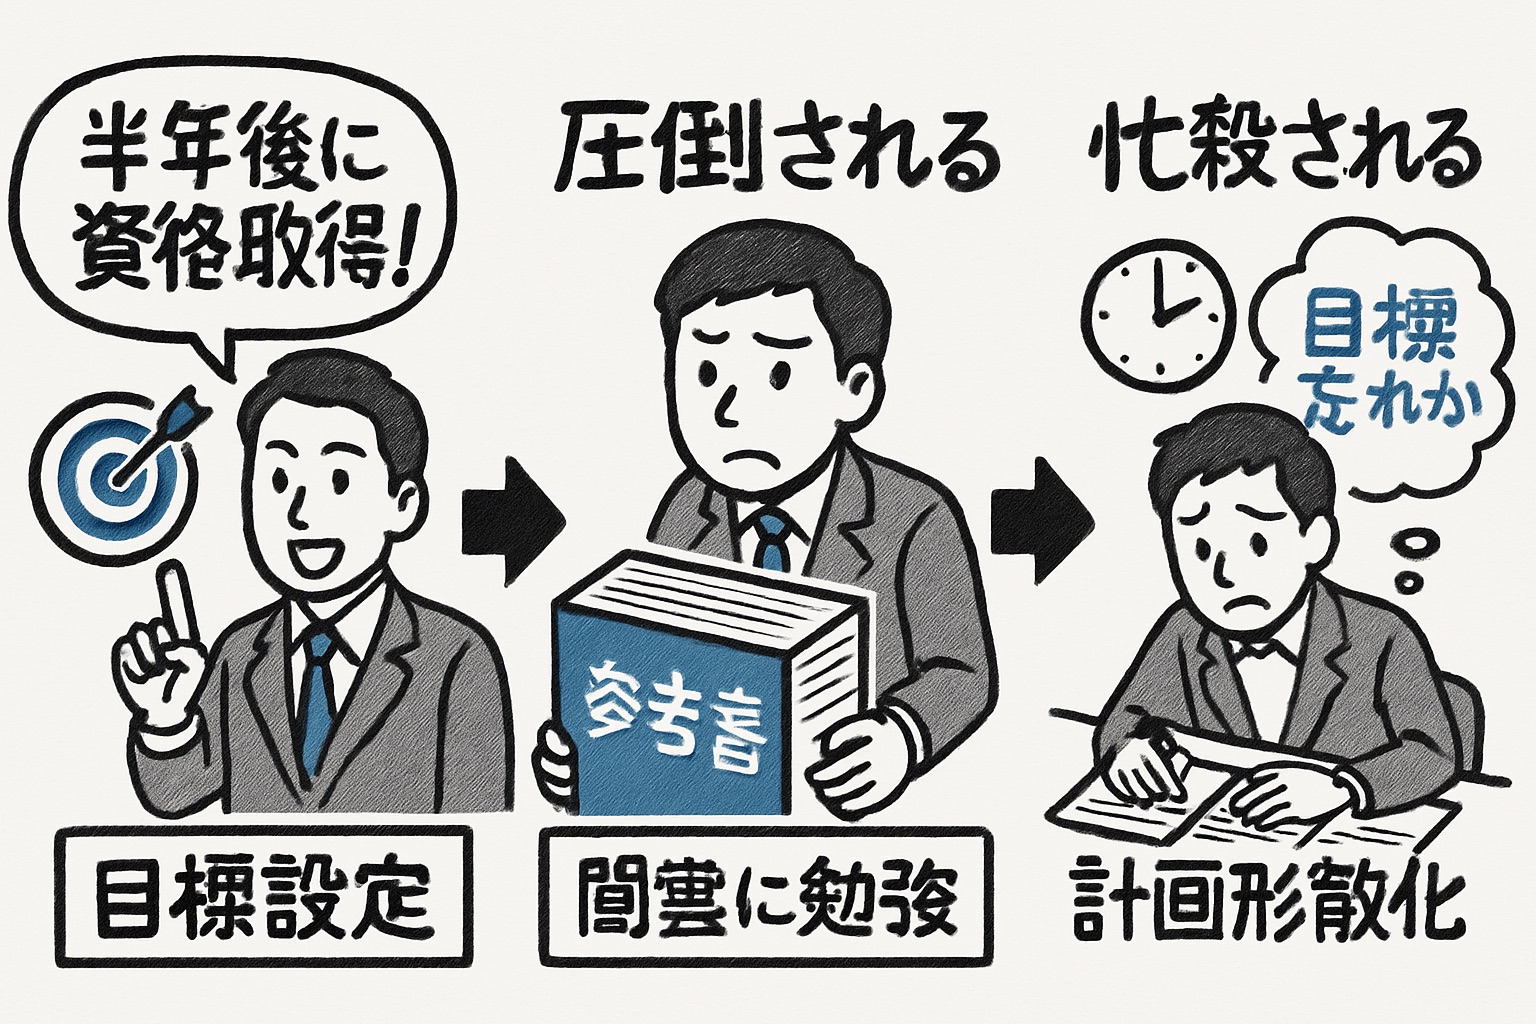 半年後に
資格取得!
目標設定
圧倒される
参考書
闇雲に勉強
忙殺される
目標
忘れか
計画形散化